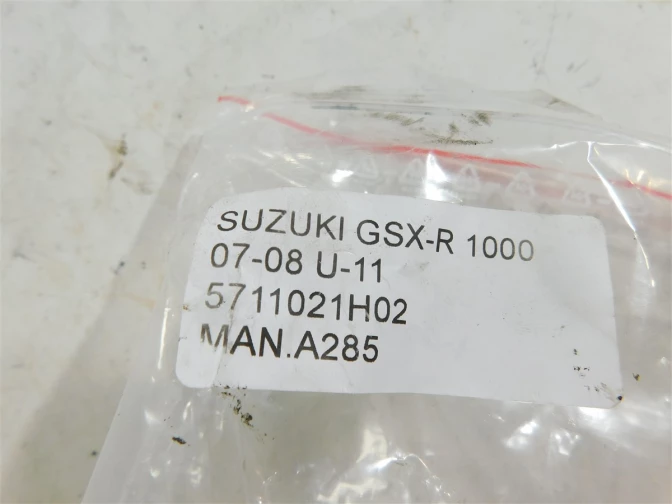 SUZUKI GSX-R 1000
07-08 U-11
5711021H02
MAN.A285